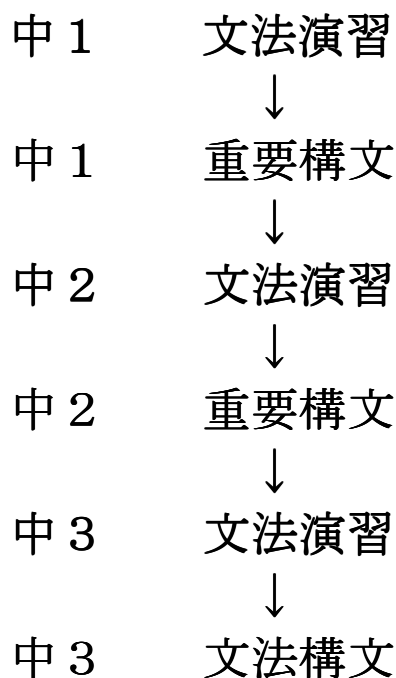 中１　文法演習
↓
中１　重要構文
↓
中２　文法演習
↓
中２　重要構文
↓
中３　文法演習
↓
中３　文法構文